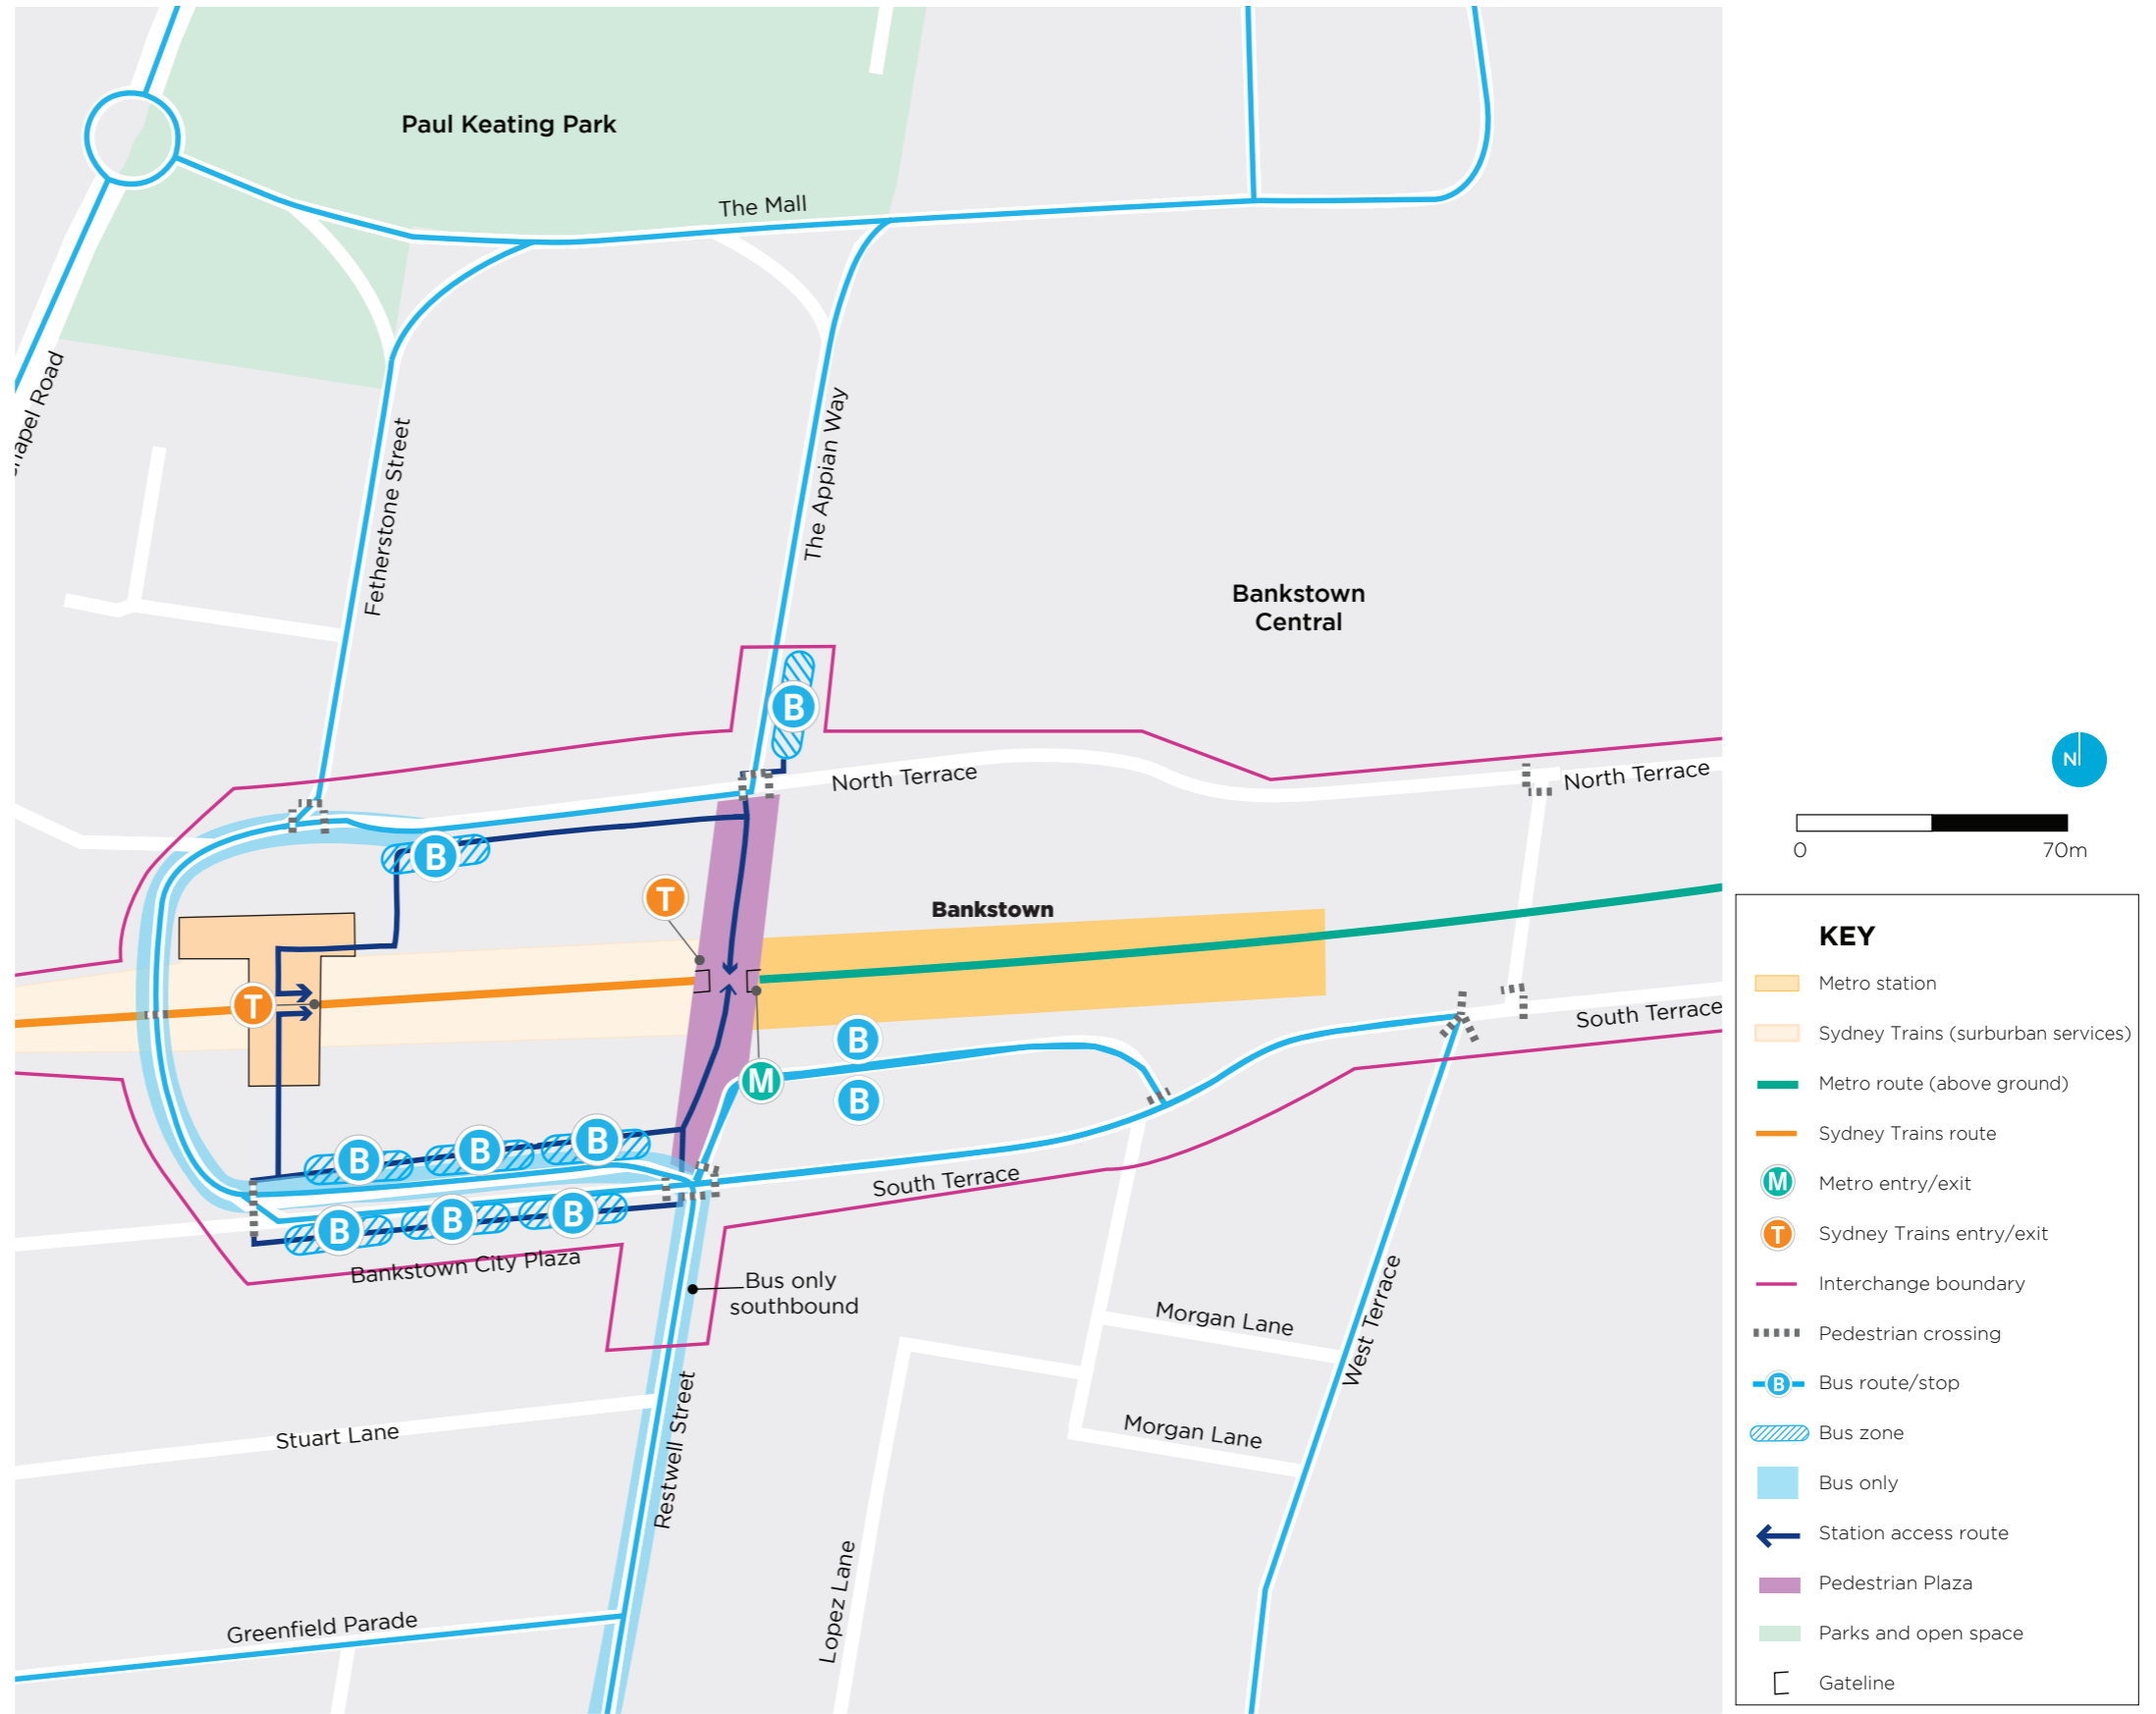 Paul Keating Park
The Mall
Chapel Road
Fetherstone Street
The Appian Way
Bankstown
Central
B
North Terrace
North Terrace
B
T
Bankstown
T
B
B
M
South Terrace
B
B
B
B
B
B
South Terrace
Bankstown City Plaza
Bus only
southbound
Morgan Lane
West Terrace
Morgan Lane
Stuart Lane
Restwell Street
Lopez Lane
Greenfield Parade
N
0 70m
KEY
Metro station
Sydney Trains (surburban services)
Metro route (above ground)
Sydney Trains route
M Metro entry/exit
T Sydney Trains entry/exit
Interchange boundary
Pedestrian crossing
B Bus route/stop
Bus zone
Bus only
Station access route
Pedestrian Plaza
Parks and open space
Gateline